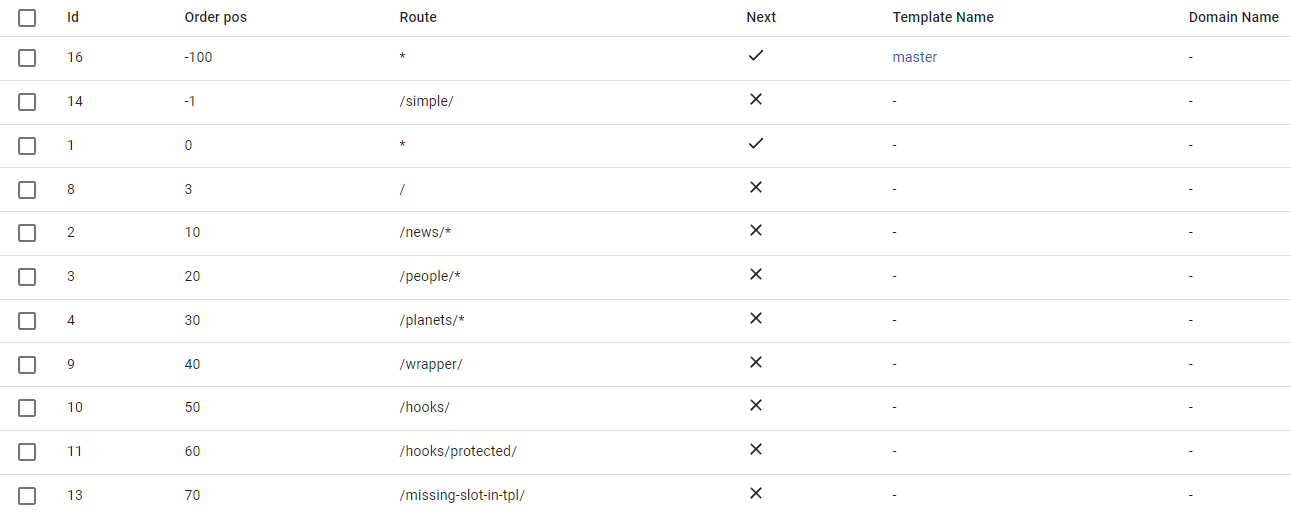 Id Order pos Route Next Template Name Domain Name
16 -100 * master -
14 -1 /simple/ - -
1 0 * - -
8 3 / - -
2 10 /news/* - -
3 20 /people/* - -
4 30 /planets/* - -
9 40 /wrapper/ - -
10 50 /hooks/ - -
11 60 /hooks/protected/ - -
13 70 /missing-slot-in-tpl/ - -